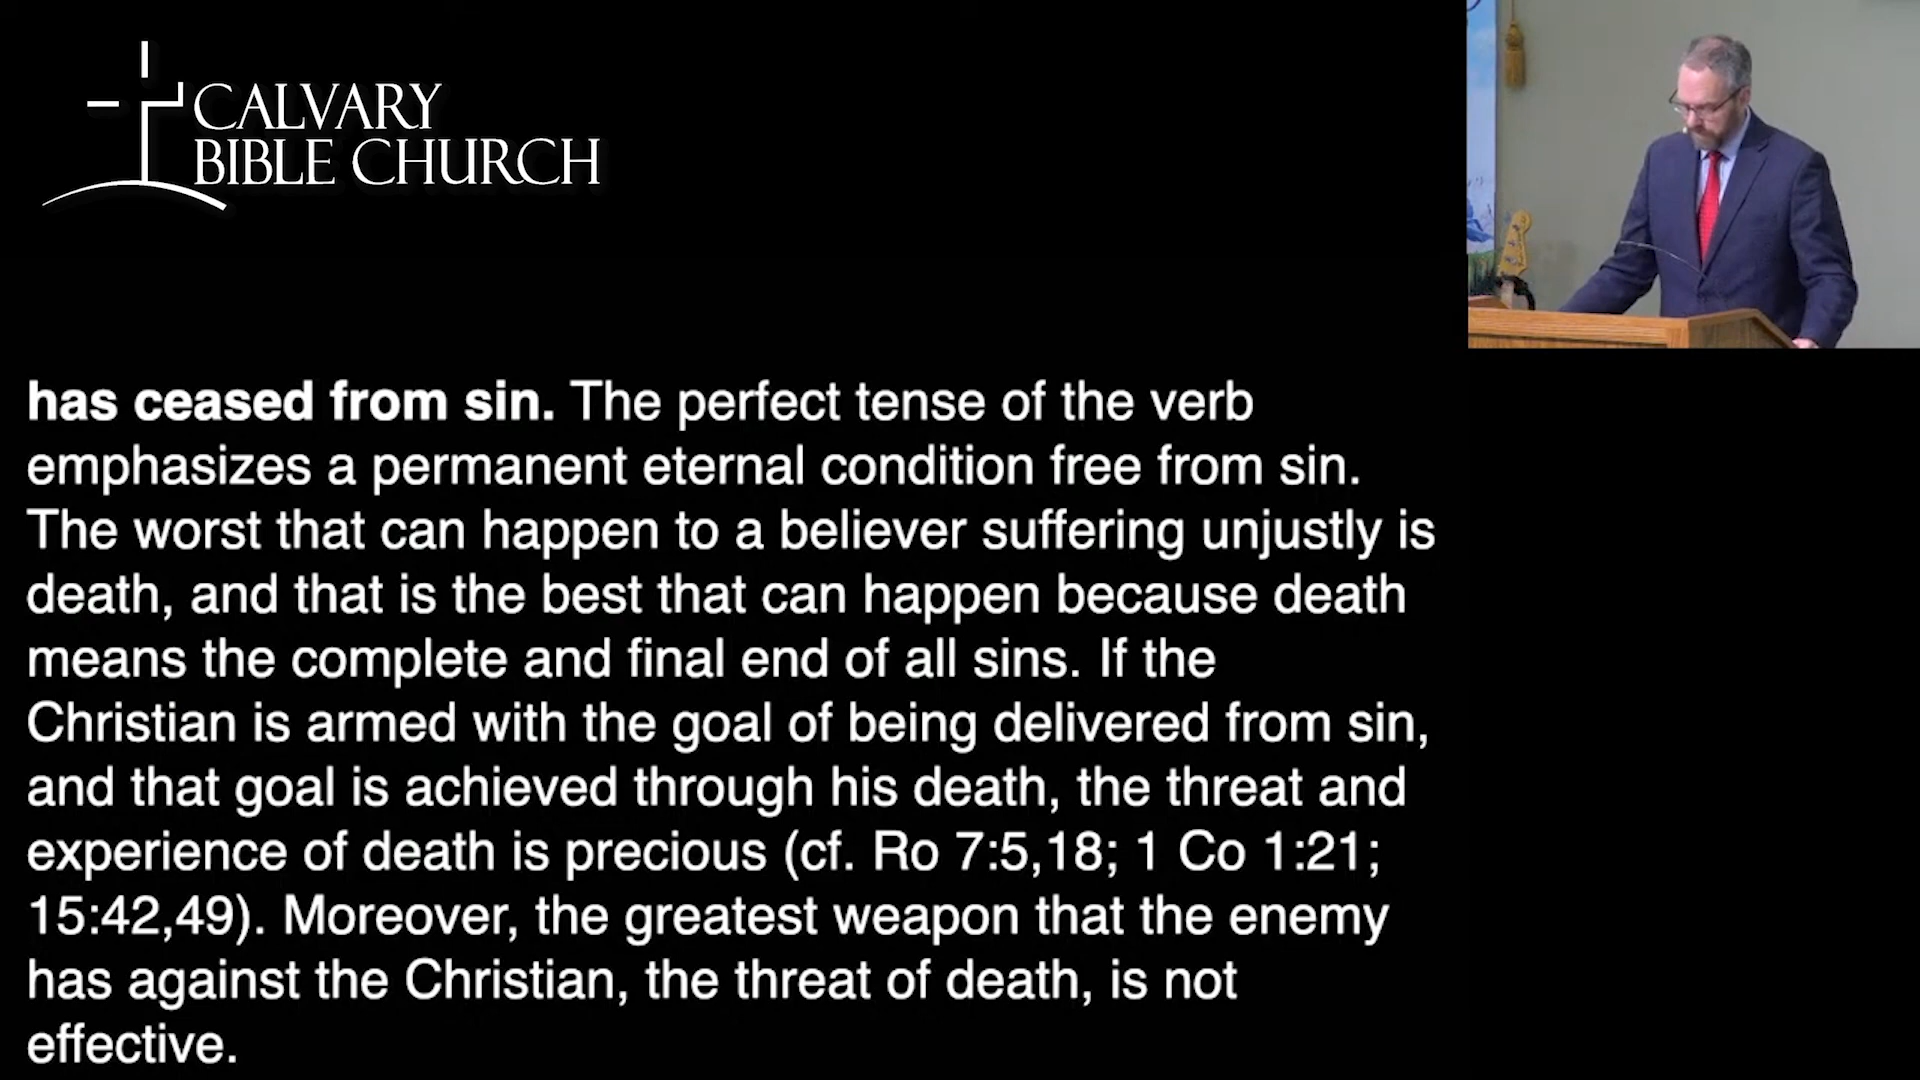 CALVARY
BIBLE CHURCH
has ceased from sin. The perfect tense of the verb
emphasizes a permanent eternal condition free from sin.
The worst that can happen to a believer suffering unjustly is
death, and that is the best that can happen because death
means the complete and final end of all sins. If the
Christian is armed with the goal of being delivered from sin,
and that goal is achieved through his death, the threat and
experience of death is precious (cf. Ro 7:5,18; 1 Co 1:21;
15:42,49). Moreover, the greatest weapon that the enemy
has against the Christian, the threat of death, is not
effective.